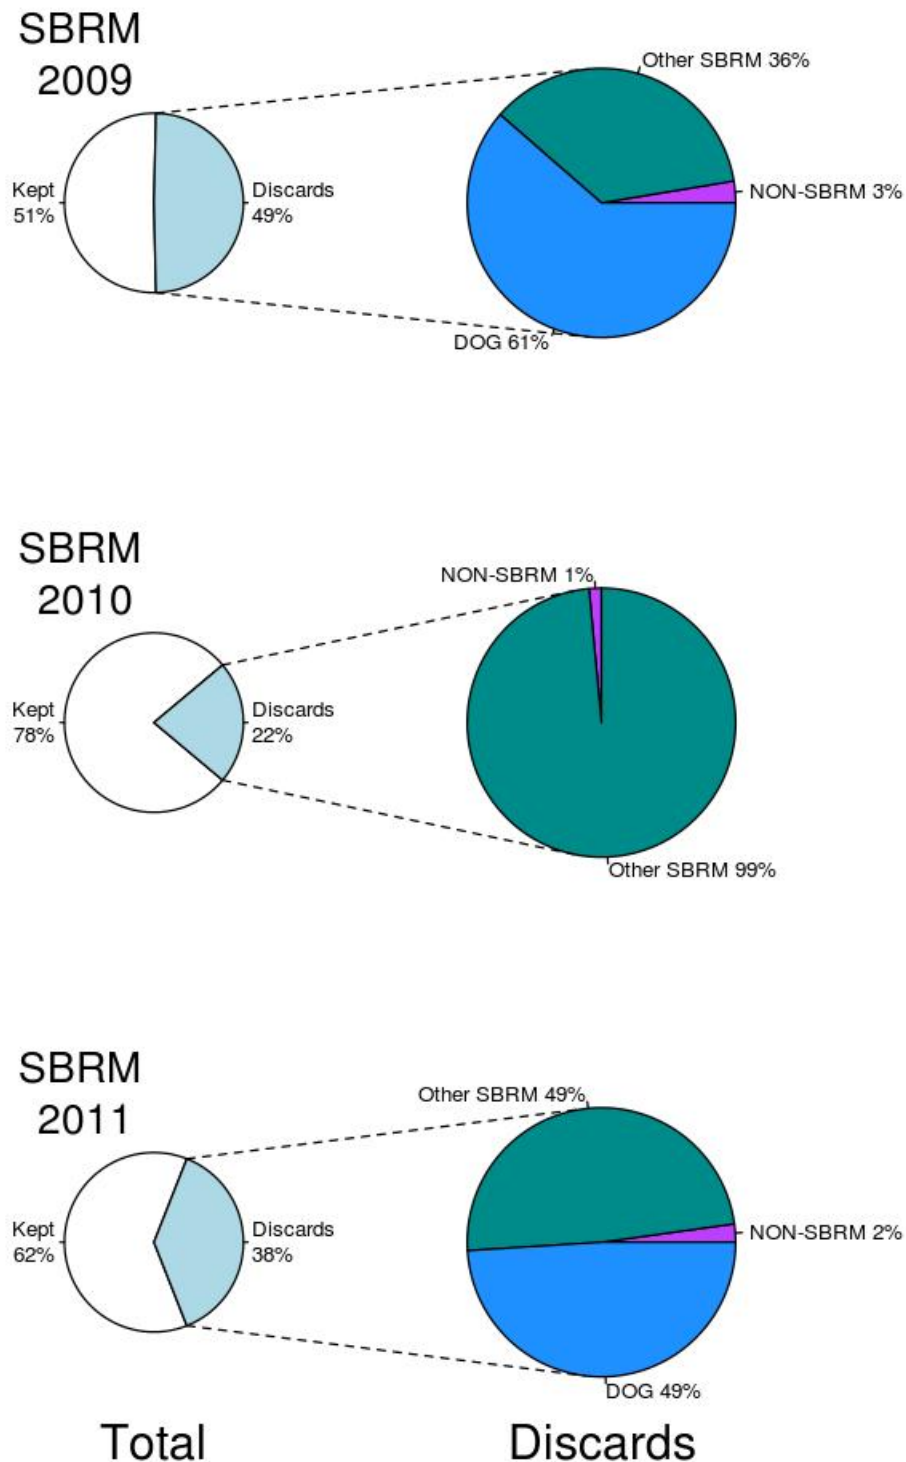 SBRM
2009
Other SBRM 36%
Kept
51%
Discards
49%
NON-SBRM 3%
DOG 61%
SBRM
2010
NON-SBRM 1%
Kept
78%
Discards
22%
Other SBRM 99%
SBRM
2011
Other SBRM 49%
Kept
62%
Discards
38%
NON-SBRM 2%
DOG 49%
Total
Discards